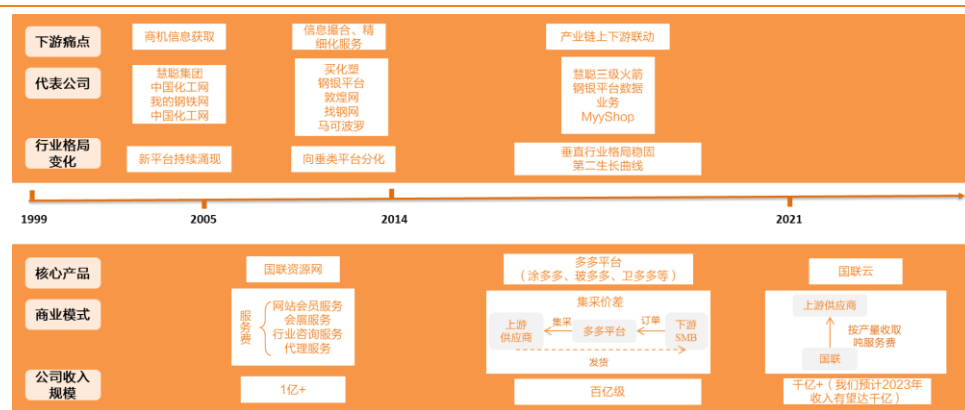 下游痛点
商机信息获取
信息撮合、精
细化服务
产业链上下游联动
代表公司
慧聪集团
中国化工网
我的钢铁网
中国化工网
买化塑
钢银平台
敦煌网
找钢网
马可波罗
慧聪三级火箭
钢银平台数据
业务
MyyShop
行业格局
变化
新平台持续涌现
向垂类平台分化
垂直行业格局稳固
第二生长曲线
1999
2005
2014
2021
核心产品
国联资源网
多多平台
（涂多多、玻多多、卫多多等）
国联云
商业模式
服务费
网站会员服务
会展服务
行业咨询服务
代理服务
集采价差
上游
供应商
集采
多多平台
订单
下游
SMB
发货
上游供应商
按产量收取
吨服务费
国联
公司收入
规模
1亿+
百亿级
千亿+（我们预计2023年
收入有望达千亿）